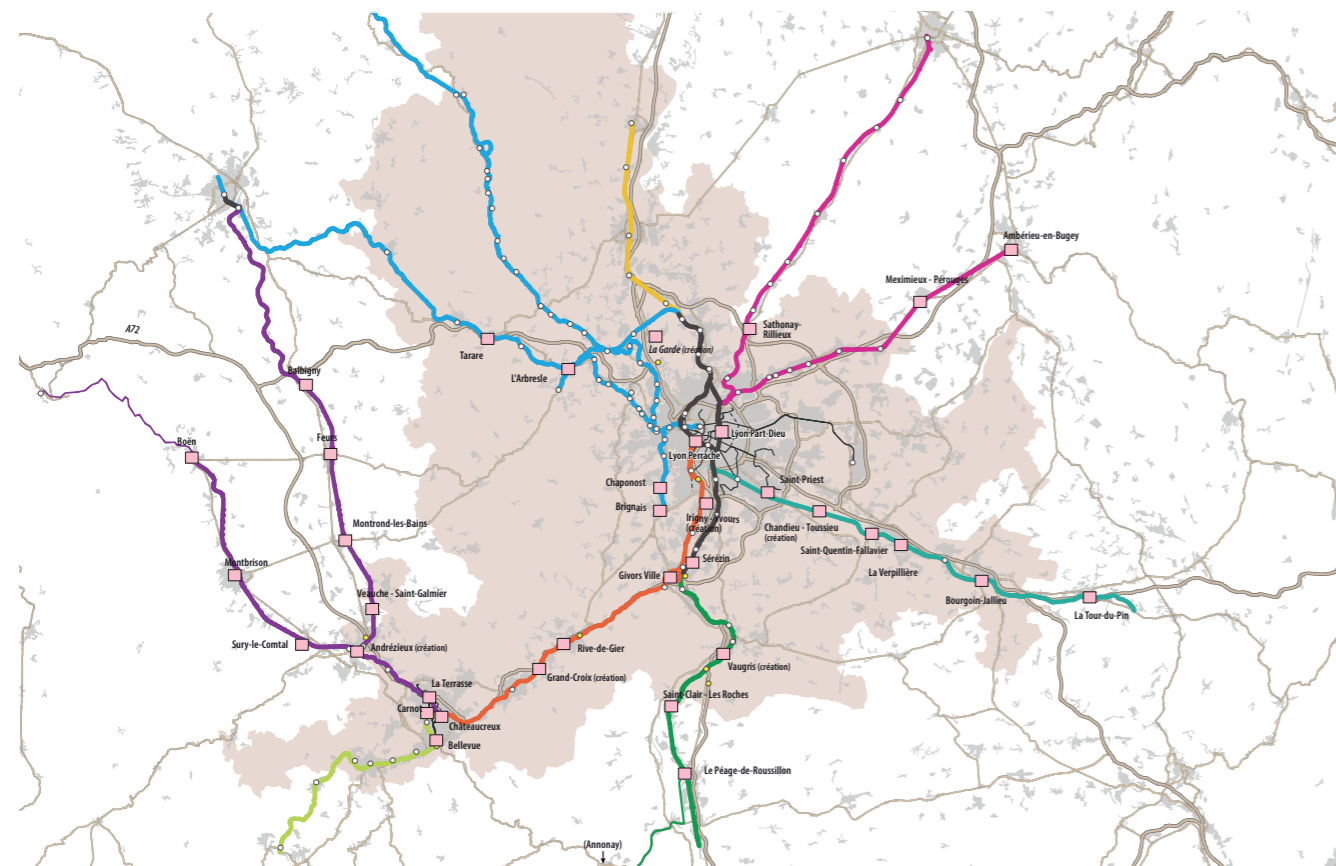 Ambérieu-en-Bugey
Meximieux - Pérouges
A72
Sathonay-
Rillieux
La Garde (création)
Tarare
L'Arbresle
Balbigny
Lyon Part-Dieu
Feurs
Boën
Lyon Perrache
Chaponost
Saint-Priest
Brignais
Irigny - Yvours
(création)
Montrond-les-Bains
Chandieu - Toussieu
(création)
Saint-Quentin-Fallavier
Montbrison
Sérézin
La Verpillière
Givors Ville
Veauche - Saint-Galmier
Bourgoin-Jallieu
La Tour-du-Pin
Sury-le-Comtal
Andrézieux (création)
Rive-de-Gier
Vaugris (création)
Grand-Croix (création)
La Terrasse
Saint-Clair - Les Roches
Carnot
Châteaucreux
Bellevue
Le Péage-de-Roussillon
(Annonay)